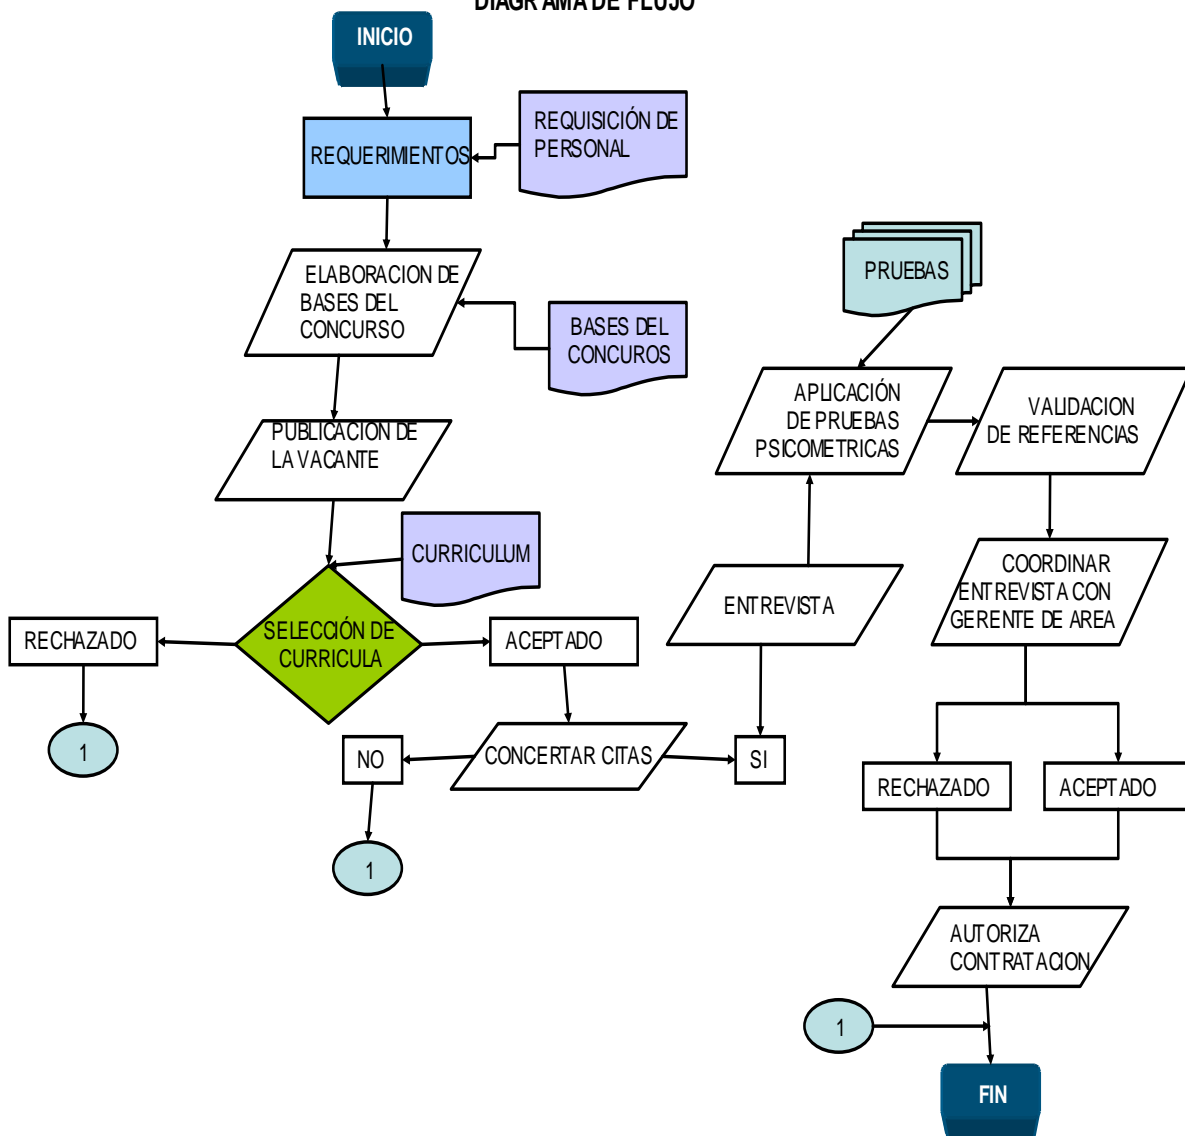 DIAGRAMA DE FLUJO
INICIO
REQUERIMIENTOS
REQUISICIÓN DE
PERSONAL
ELABORACION DE
BASES DEL
CONCURSO
BASES DEL
CONCUROS
PUBLICACION DE
LA VACANTE
CURRICULUM
SELECCIÓN DE
CURRICULA
RECHAZADO
1
ACEPTADO
CONCERTAR CITAS
NO
1
SI
ENTREVISTA
PRUEBAS
APLICACIÓN
DE PRUEBAS
PSICOMETRICAS
VALIDACION
DE REFERENCIAS
COORDINAR
ENTREVISTA CON
GERENTE DE AREA
RECHAZADO
ACEPTADO
AUTORIZA
CONTRATACION
1
FIN